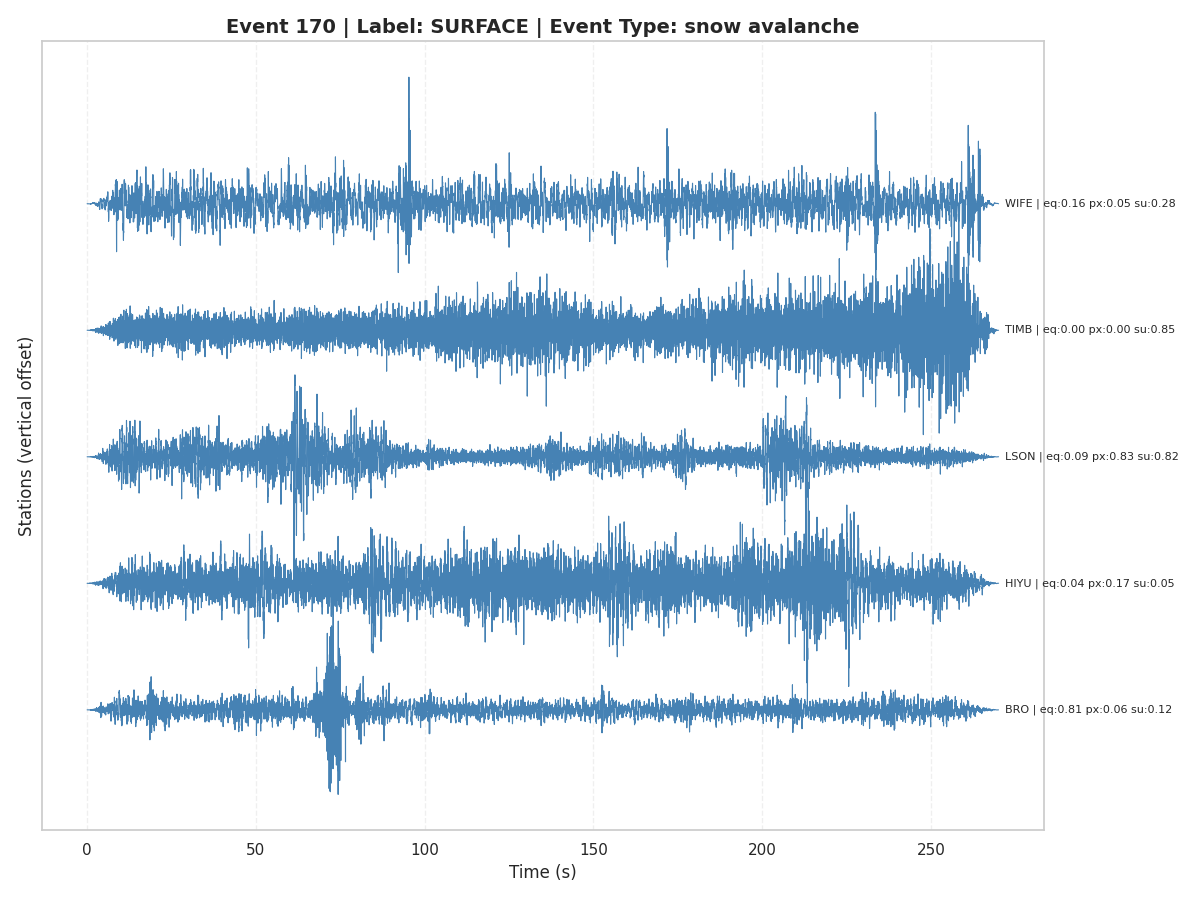 Event 170 | Label: SURFACE | Event Type: snow avalanche
Stations (vertical offset)
WIFE | eq:0.16 px:0.05 su:0.28
TIMB | eq:0.00 px:0.00 su:0.85
LSON | eq:0.09 px:0.83 su:0.82
HIYU | eq:0.04 px:0.17 su:0.05
BRO | eq:0.81 px:0.06 su:0.12
0 50 100 150 200 250
Time (s)